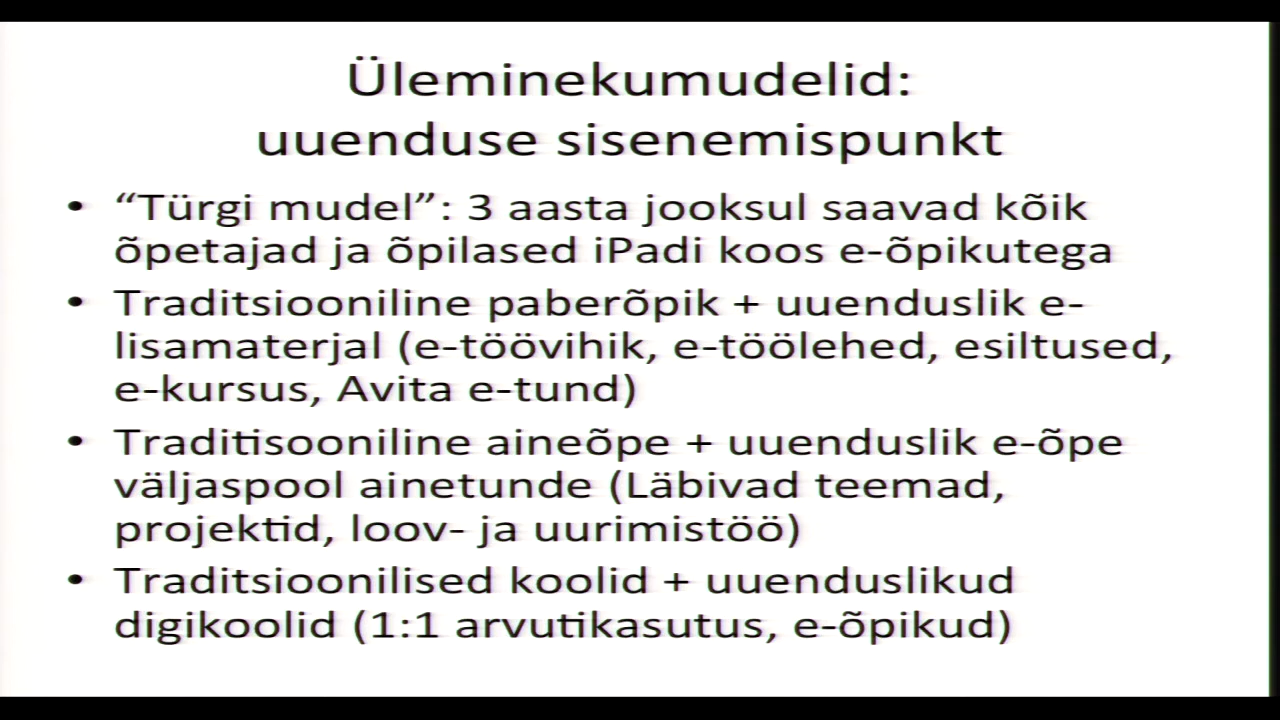 Üleminekumudelid:
uuenduse sisenemispunkt
• “Türgi mudel”: 3 aasta jooksul saavad kõik
õpetajad ja õpilased iPadi koos e-õpikutega
• Traditsiooniline paberõpik + uuenduslik e-
lisamaterjal (e-töövihik, e-töölehed, esiltused,
e-kursus, Avita e-tund)
• Traditisooniline aineõpe + uuenduslik e-õpe
väljaspool ainetunde (Läbivad teemad,
projektid, loov- ja uurimistöö)
• Traditsioonilised koolid + uuenduslikud
digikoolid (1:1 arvutikasutus, e-õpikud)